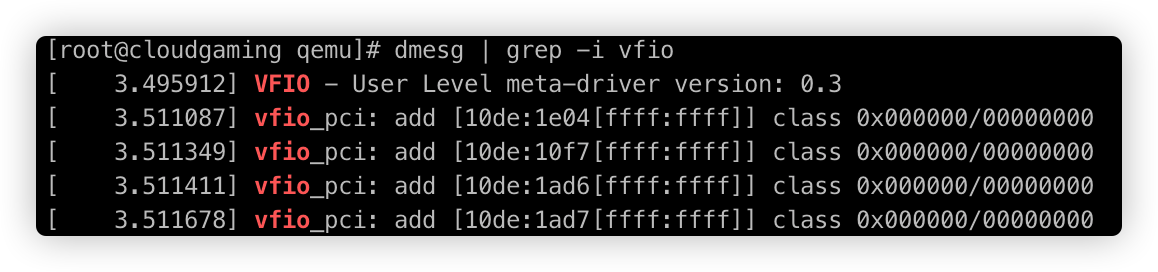 [root@cloudgaming qemu]# dmesg | grep -i vfio
[    3.495912] VFIO - User Level meta-driver version: 0.3
[    3.511087] vfio_pci: add [10de:1e04[ffff:ffff]] class 0x000000/00000000
[    3.511349] vfio_pci: add [10de:10f7[ffff:ffff]] class 0x000000/00000000
[    3.511411] vfio_pci: add [10de:1ad6[ffff:ffff]] class 0x000000/00000000
[    3.511678] vfio_pci: add [10de:1ad7[ffff:ffff]] class 0x000000/00000000